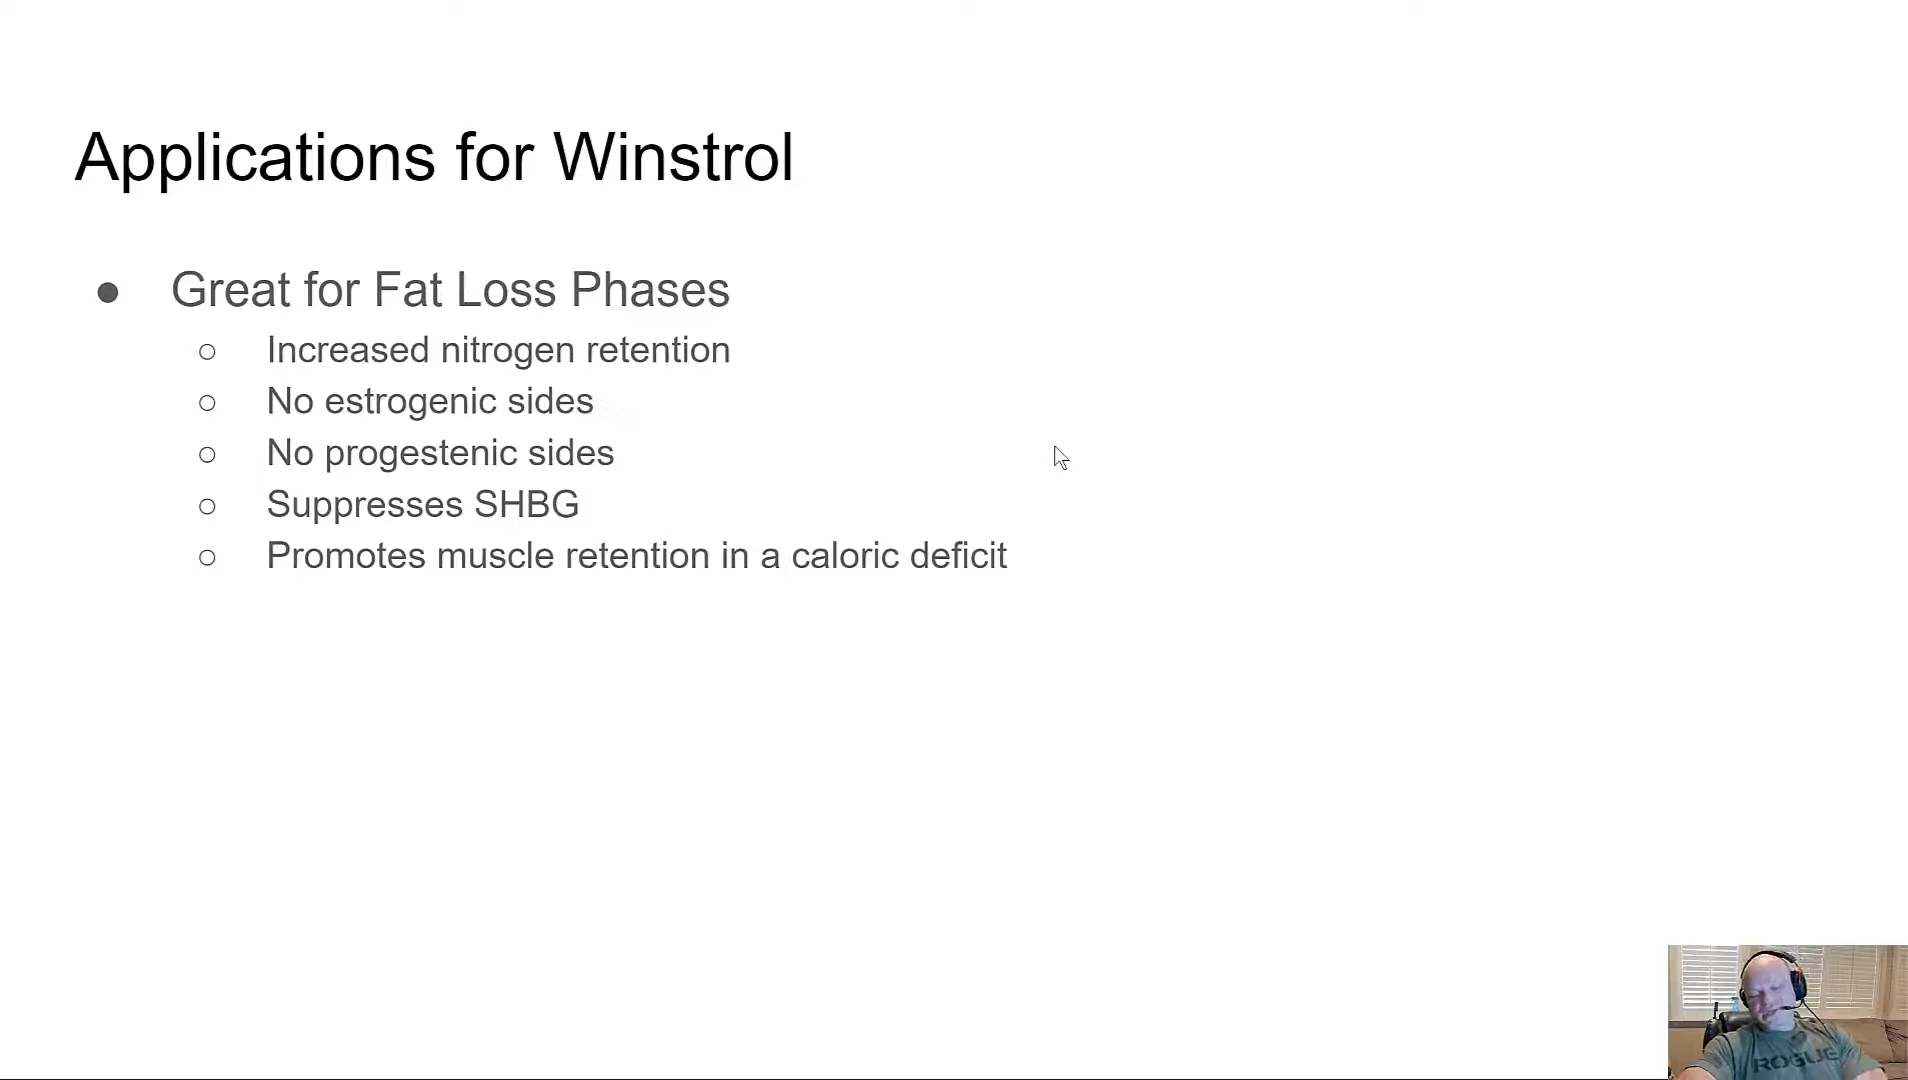 Applications for Winstrol
● Great for Fat Loss Phases
○ Increased nitrogen retention
○ No estrogenic sides
○ No progestenic sides
○ Suppresses SHBG
○ Promotes muscle retention in a caloric deficit
ROGUE